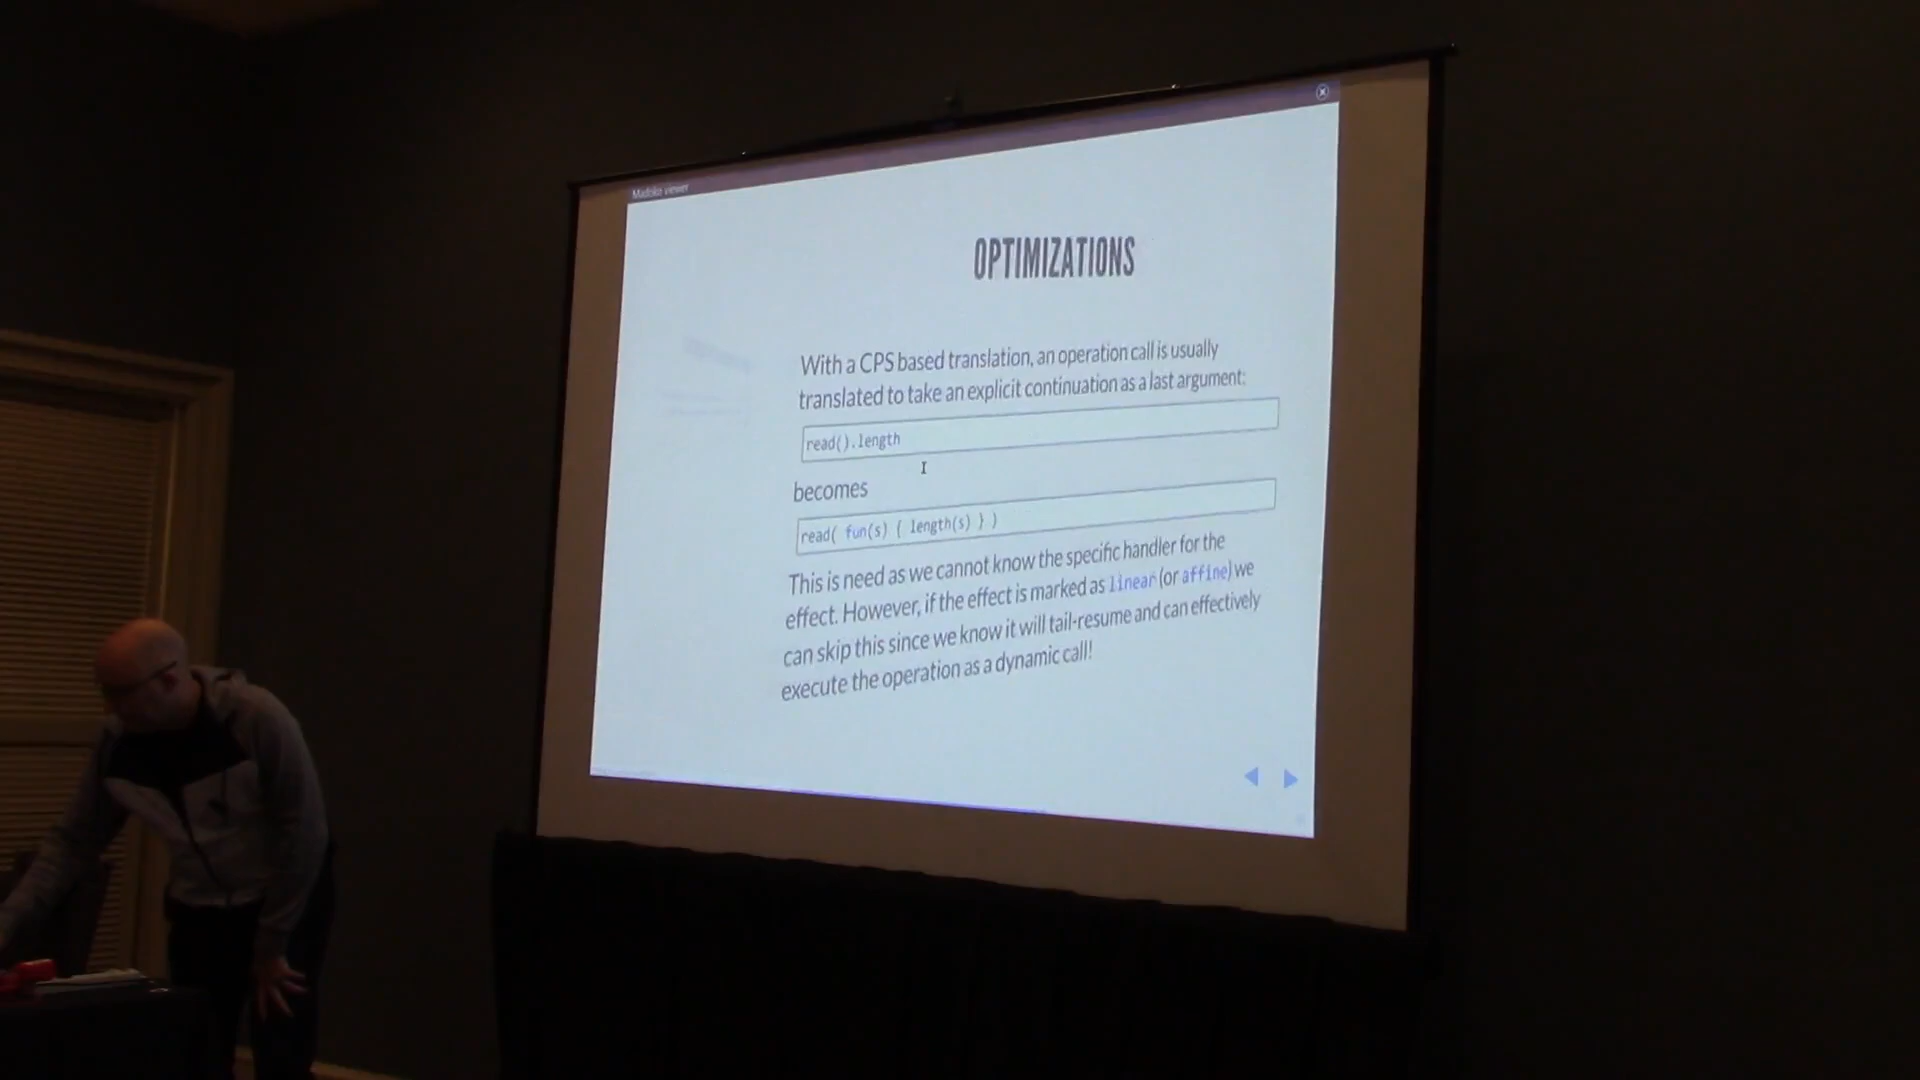 Madoko viewer
OPTIMIZATIONS
With a CPS based translation, an operation call is usually
translated to take an explicit continuation as a last argument:
read().length
becomes
read( fun(s) { length(s) } )
This is need as we cannot know the specific handler for the
effect. However, if the effect is marked as linear (or affine) we
can skip this since we know it will tail-resume and can effectively
execute the operation as a dynamic call!